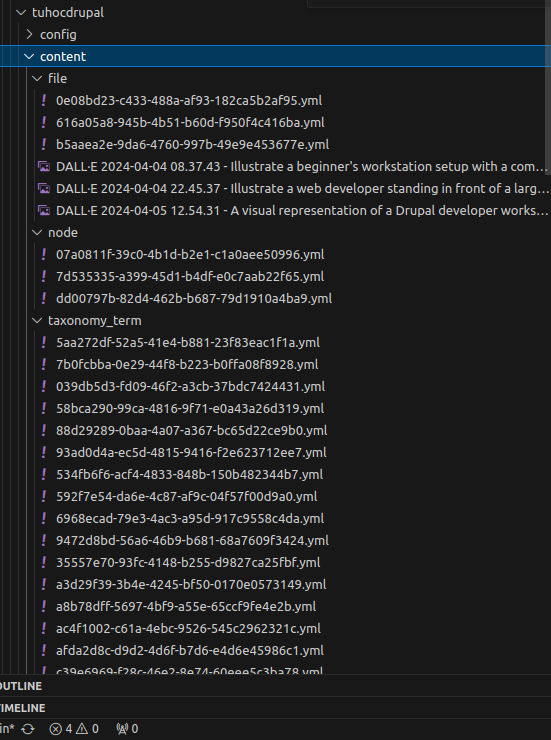 tuhocdrupal
config
content
file
0e08bd23-c433-488a-af93-182ca5b2af95.yml
616a05a8-945b-4b51-b60d-f950f4c416ba.yml
b5aaea2e-9da6-4760-997b-49e9e453677e.yml
DALL·E 2024-04-04 08.37.43 - Illustrate a beginner's workstation setup with a com...
DALL·E 2024-04-04 22.45.37 - Illustrate a web developer standing in front of a larg...
DALL·E 2024-04-05 12.54.31 - A visual representation of a Drupal developer works...
node
07a0811f-39c0-4b1d-b2e1-c1a0aee50996.yml
7d535335-a399-45d1-b4df-e0c7aab22f65.yml
dd00797b-82d4-462b-b687-79d1910a4ba9.yml
taxonomy_term
5aa272df-52a5-41e4-b881-23f83eac1f1a.yml
7b0fcbba-0e29-44f8-b223-b0ffa08f8928.yml
039db5d3-fd09-46f2-a3cb-37bdc7424431.yml
58bca290-99ca-4816-9f71-e0a43a26d319.yml
88d29289-0baa-4a07-a367-bc65d22ce9b0.yml
93ad0d4a-ec5d-4815-9416-f2e623712ee7.yml
534fb6f6-acf4-4833-848b-150b482344b7.yml
592f7e54-da6e-4c87-af9c-04f57f00d9a0.yml
6968ecad-79e3-4ac3-a95d-917c9558c4da.yml
9472d8bd-56a6-46b9-b681-68a7609f3424.yml
35557e70-93fc-4148-b255-d9827ca25fbf.yml
a3d29f39-3b4e-4245-bf50-0170e0573149.yml
a8b78dff-5697-4bf9-a55e-65ccf9fe4e2b.yml
ac4f1002-c61a-4ebc-9526-545c2962321c.yml
afda2d8c-d9d2-4d6f-b7d6-e4d6e45986c1.yml
c39e6969-f28c-46e2-8e74-60eee5c3ba78.yml
OUTLINE
TIMELINE
in* 4 0 0